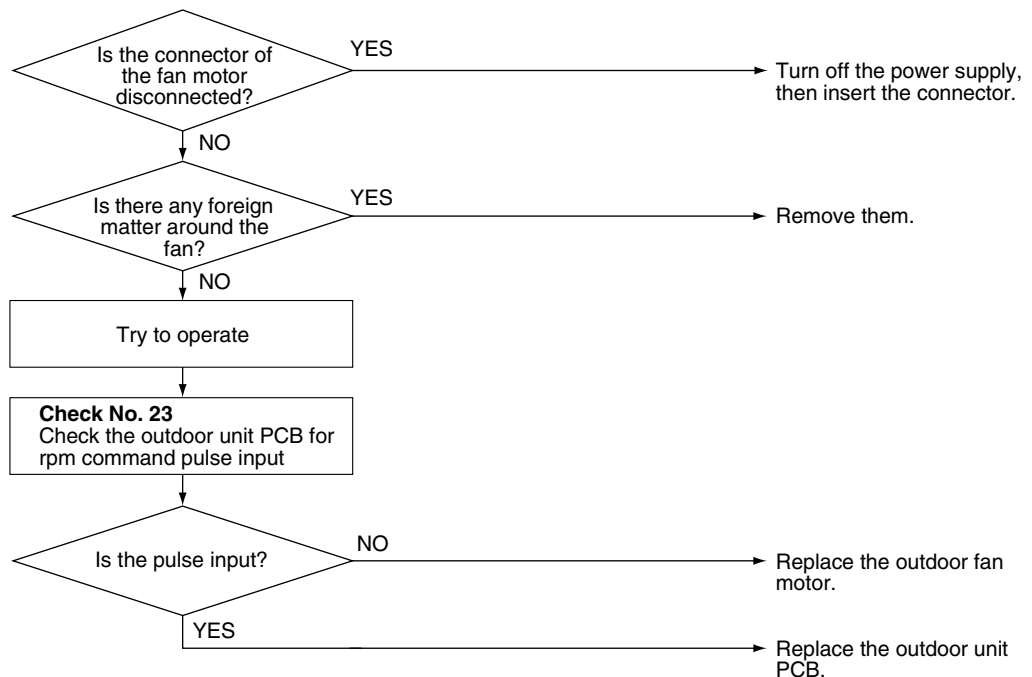 Is the connector of
the fan motor
disconnected?
YES
Turn off the power supply,
then insert the connector.
NO
Is there any foreign
matter around the
fan?
YES
Remove them.
NO
Try to operate
Check No. 23
Check the outdoor unit PCB for
rpm command pulse input
Is the pulse input?
NO
Replace the outdoor fan
motor.
YES
Replace the outdoor unit
PCB.